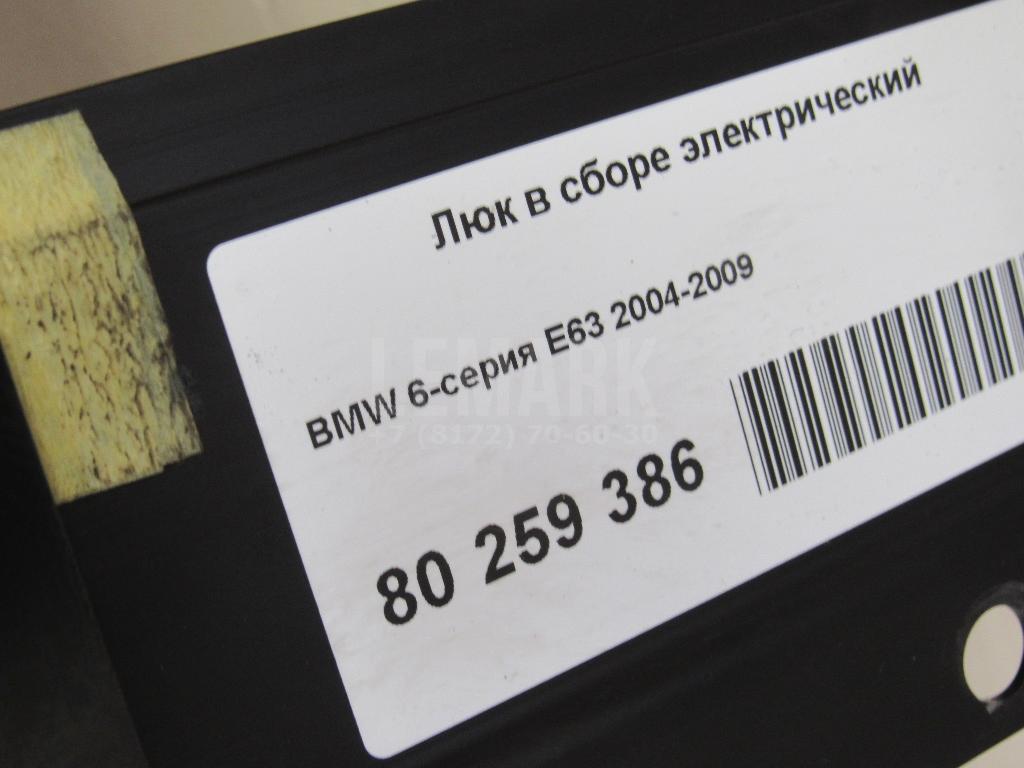 Люк в сборе электрический
BMW 6-серия E63 2004-2009
LEMARK
+7 (8172) 70-60-30
80 259 386